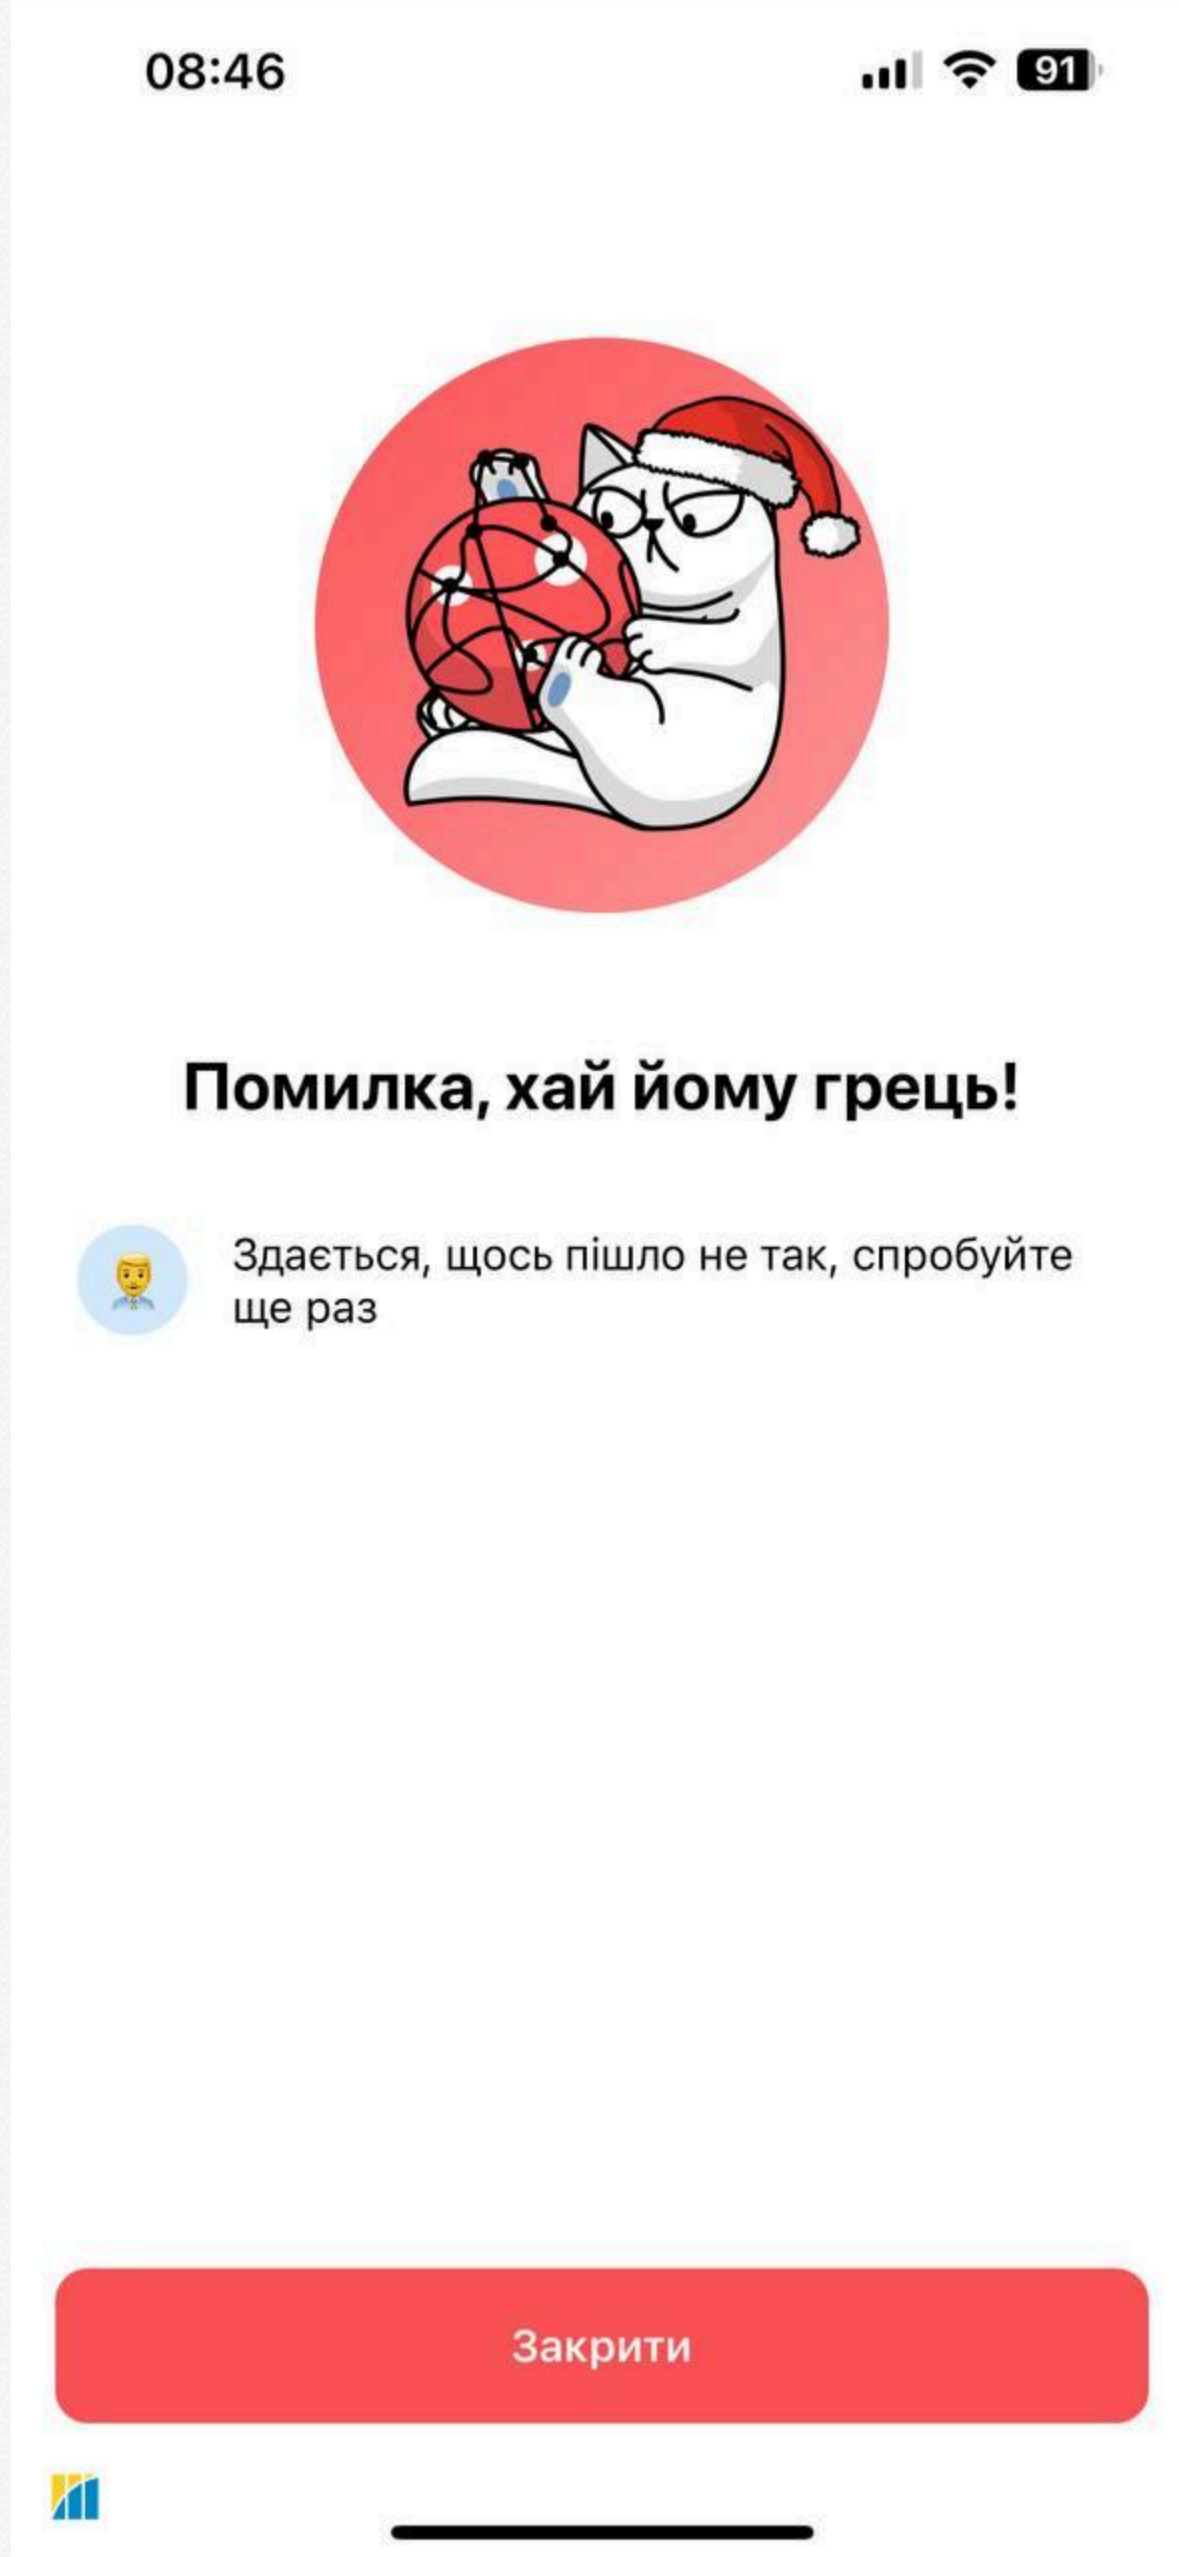 08:46
91
Помилка, хай йому грець!
Здається, щось пішло не так, спробуйте
ще раз
Закрити